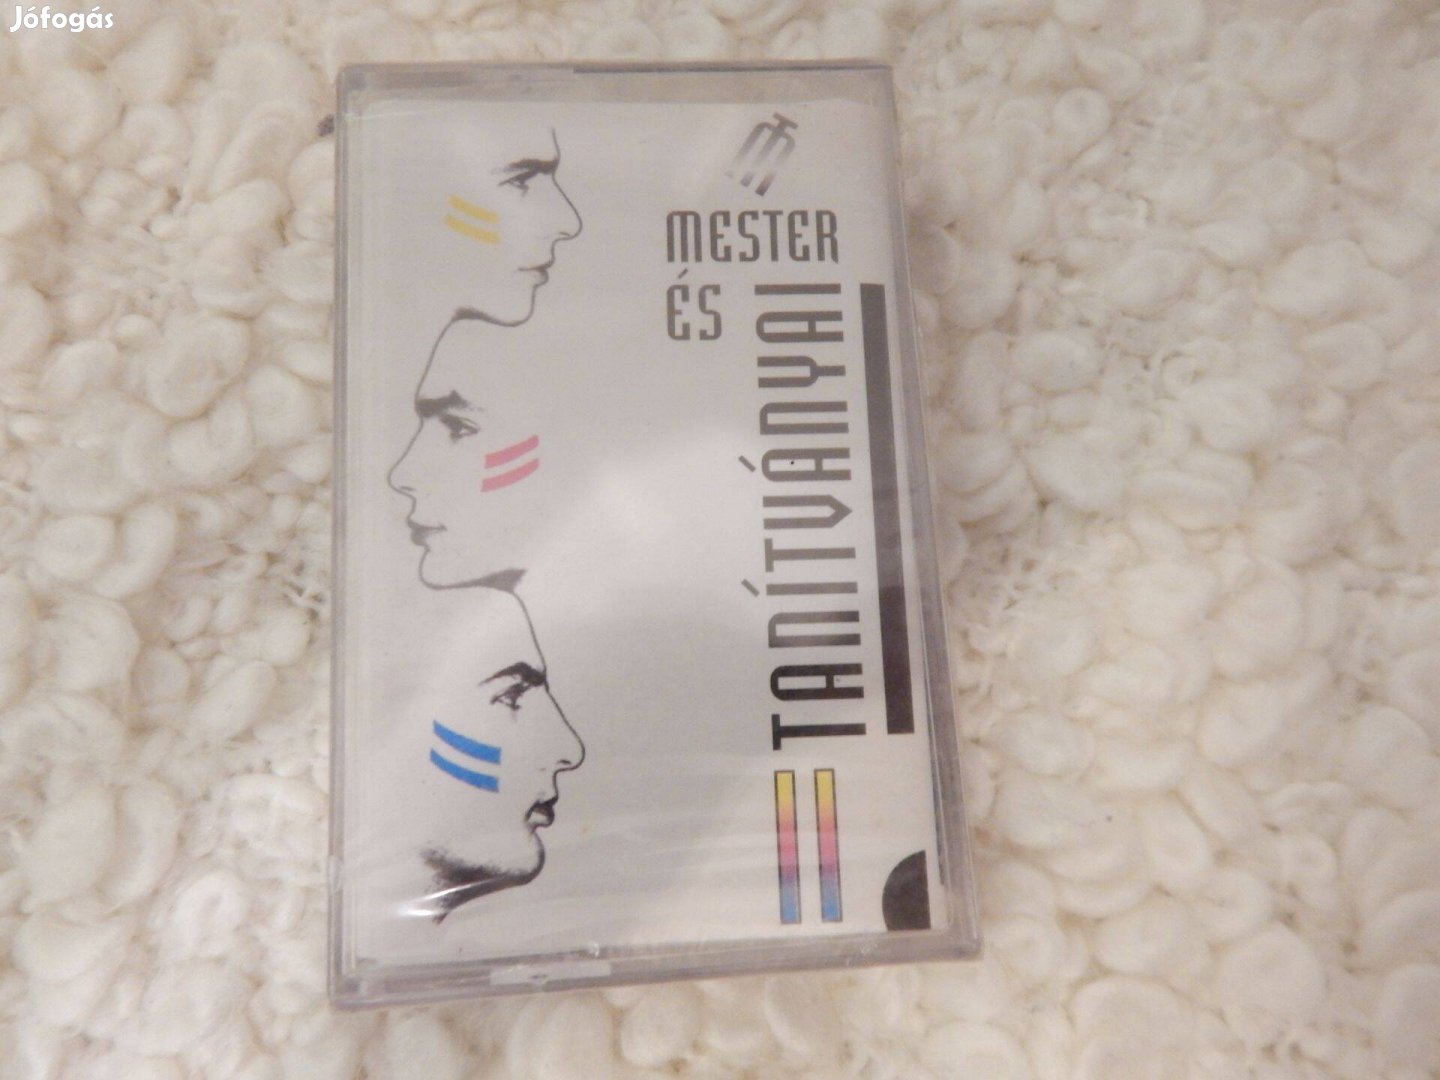 Jófogás
MESTER
ÉS
TANÍTVÁNYAI